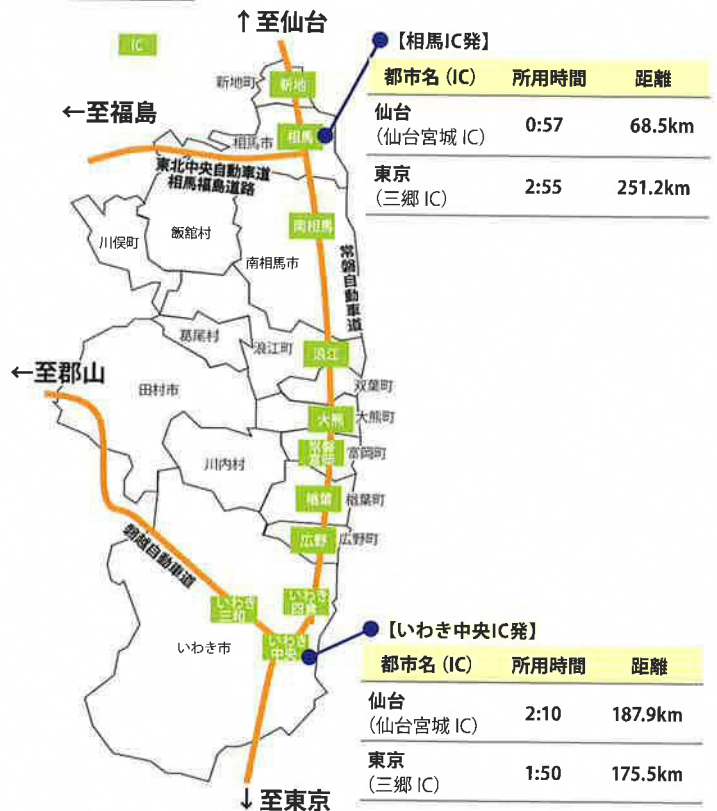 ↑至仙台
IC
【相馬IC発】
都市名（IC） 所用時間 距離
仙台
（仙台宮城 IC） 0:57 68.5km
東京
（三郷 IC） 2:55 251.2km
新地町
新地
←至福島
相馬市
相馬
東北中央自動車道
相馬福島道路
川俣町
飯舘村
南相馬
南相馬市
常磐自動車道
葛尾村
浪江町
浪江
←至郡山
田村市
双葉町
大熊
大熊町
常磐
富岡
富岡町
川内村
楢葉
楢葉町
広野
広野町
磐越自動車道
いわき
三和
いわき
四倉
いわき市
いわき
中央
【いわき中央IC発】
都市名（IC） 所用時間 距離
仙台
（仙台宮城 IC） 2:10 187.9km
東京
（三郷 IC） 1:50 175.5km
↓至東京